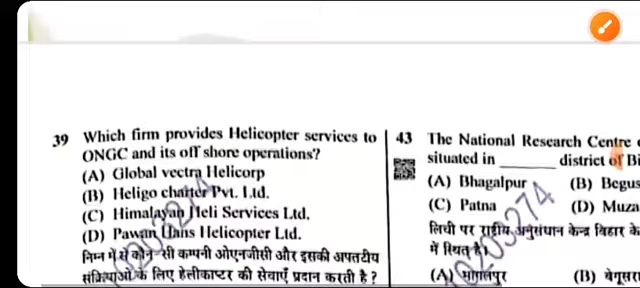 39 Which firm provides Helicopter services to
ONGC and its off shore operations?
(A) Global vectra Helicorp
(B) Heligo charter Pvt. Ltd.
(C) Himalayan Heli Services Ltd.
(D) Pawan Hans Helicopter Ltd.
निम्न में से कौन सी कम्पनी ओएनजीसी और इसकी अपतटीय
संक्रियाओं के लिए हेलीकाप्टर की सेवाएँ प्रदान करती है ?
43 The National Research Centre
situated in _______ district of Bi
(A) Bhagalpur (B) Begus
(C) Patna (D) Muza
लिची पर राष्ट्रीय अनुसंधान केन्द्र बिहार के
में स्थित है।
(A) भागलपुर (B) बेगूसरा
10203274